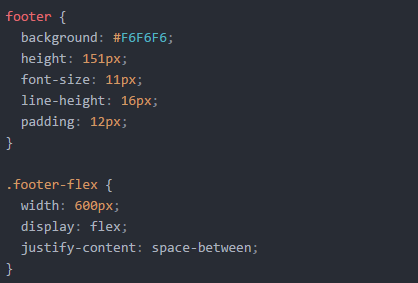 footer {
  background: #F6F6F6;
  height: 151px;
  font-size: 11px;
  line-height: 16px;
  padding: 12px;
}

.footer-flex {
  width: 600px;
  display: flex;
  justify-content: space-between;
}